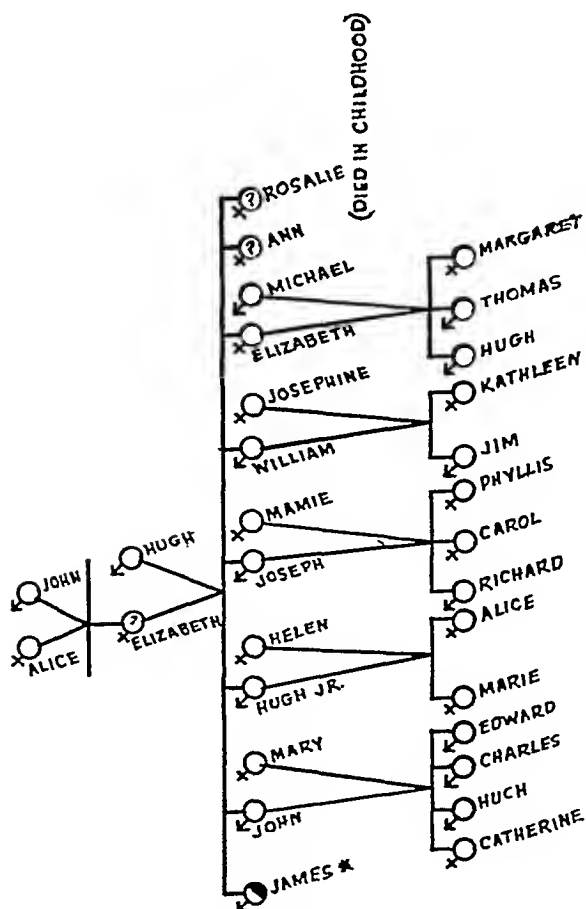 (DIED IN CHILDHOOD)
ROSALIE
ANN
MICHAEL
ELIZABETH
MARGARET
THOMAS
HUGH
JOSEPHINE
WILLIAM
KATHLEEN
JIM
MAMIE
JOSEPH
PHYLLIS
CAROL
RICHARD
JOHN
ALICE
HUGH
ELIZABETH
HELEN
HUGH JR.
ALICE
MARIE
MARY
JOHN
EDWARD
CHARLES
HUCH
CATHERINE
JAMES *